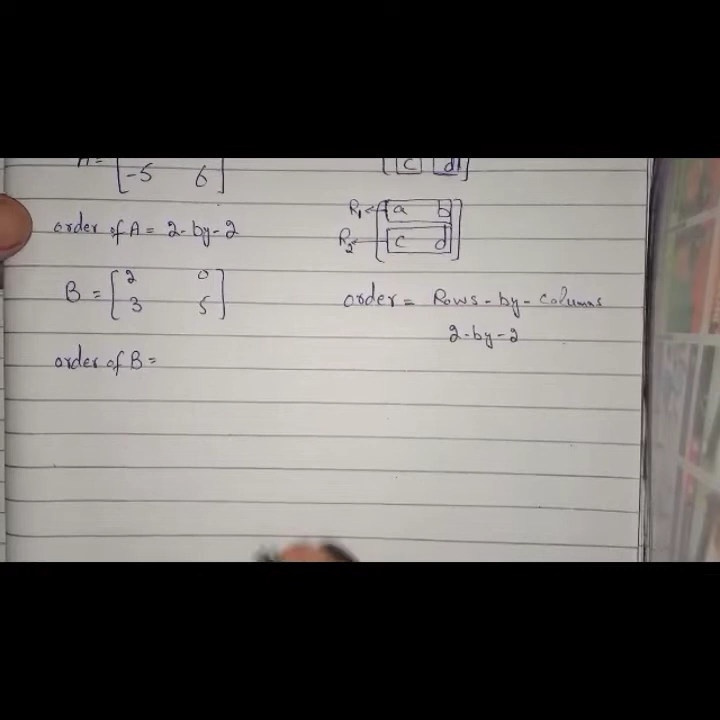 A =
[-5 6]
[c d]
order of A = 2-by-2
R₁ ← [a b]
R₂ ← [c d]
B = [2 0
3 5]
order = Rows-by-columns
2-by-2
order of B =